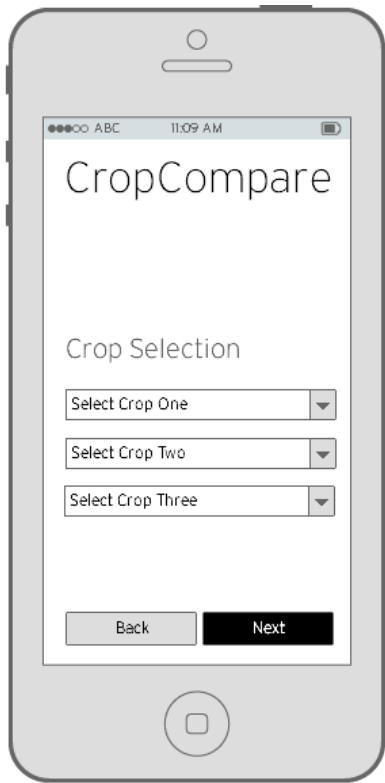 ABC 11:09 AM
CropCompare
Crop Selection
Select Crop One
Select Crop Two
Select Crop Three
Back Next